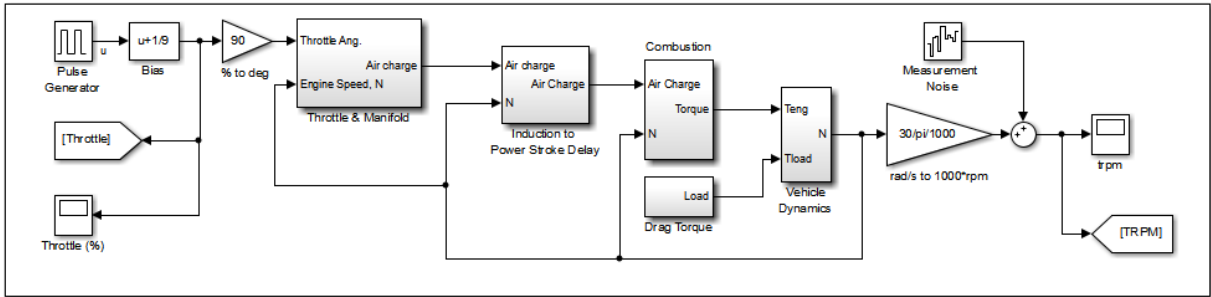 u
u+1/9
90
Pulse
Generator
Bias
% to deg
[Throttle]
Throttle (%)
Throttle Ang.
Air charge
Engine Speed, N
Throttle & Manifold
Air charge
Air Charge
N
Induction to
Power Stroke Delay
Combustion
Air Charge
Torque
N
Load
Drag Torque
Teng
N
Tload
Vehicle
Dynamics
30/pi/1000
rad/s to 1000*rpm
Measurement
Noise
++
trpm
[TRPM]